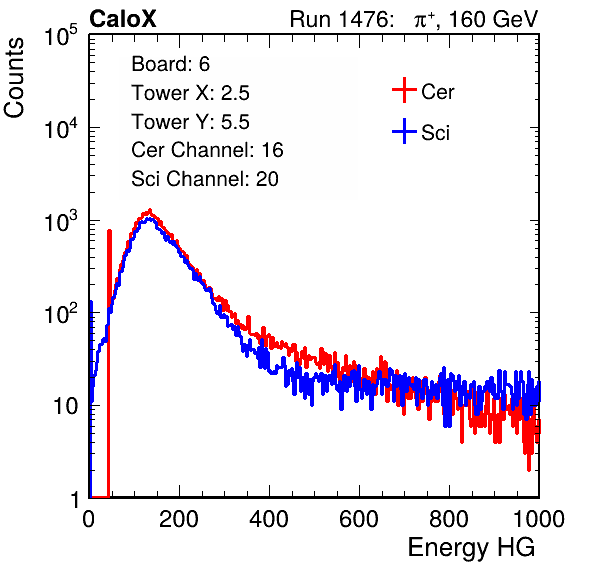 CaloX Run 1476: π⁺, 160 GeV
Counts
10⁵
Board: 6
Tower X: 2.5
Tower Y: 5.5
Cer Channel: 16
Sci Channel: 20
Cer
Sci
10⁴
10³
10²
10
1
0 200 400 600 800 1000
Energy HG